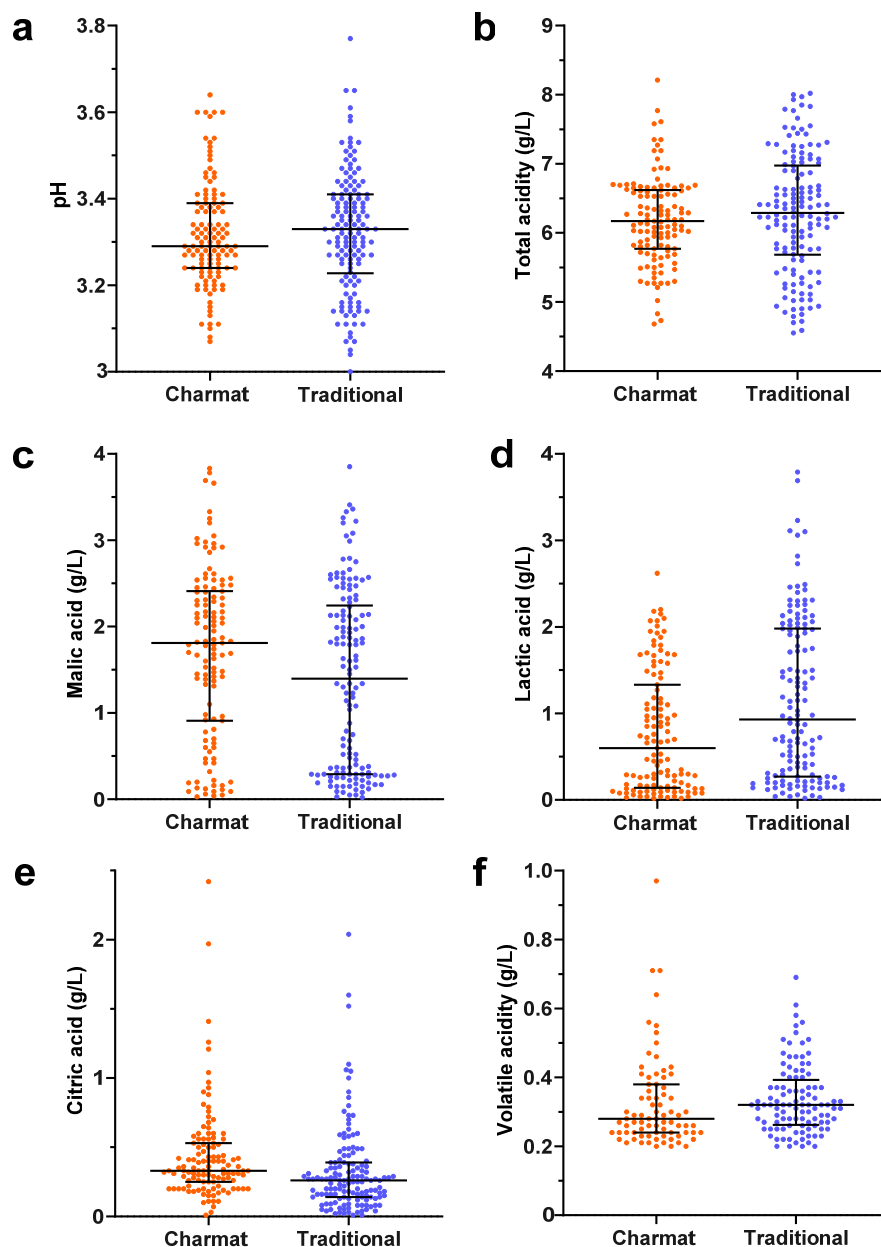 a
pH
3.8
3.6
3.4
3.2
3
Charmat Traditional
b
Total acidity (g/L)
9
8
7
6
5
4
Charmat Traditional
c
Malic acid (g/L)
4
3
2
1
0
Charmat Traditional
d
Lactic acid (g/L)
4
3
2
1
0
Charmat Traditional
e
Citric acid (g/L)
2
1
0
Charmat Traditional
f
Volatile acidity (g/L)
1.0
0.8
0.6
0.4
0.2
0
Charmat Traditional